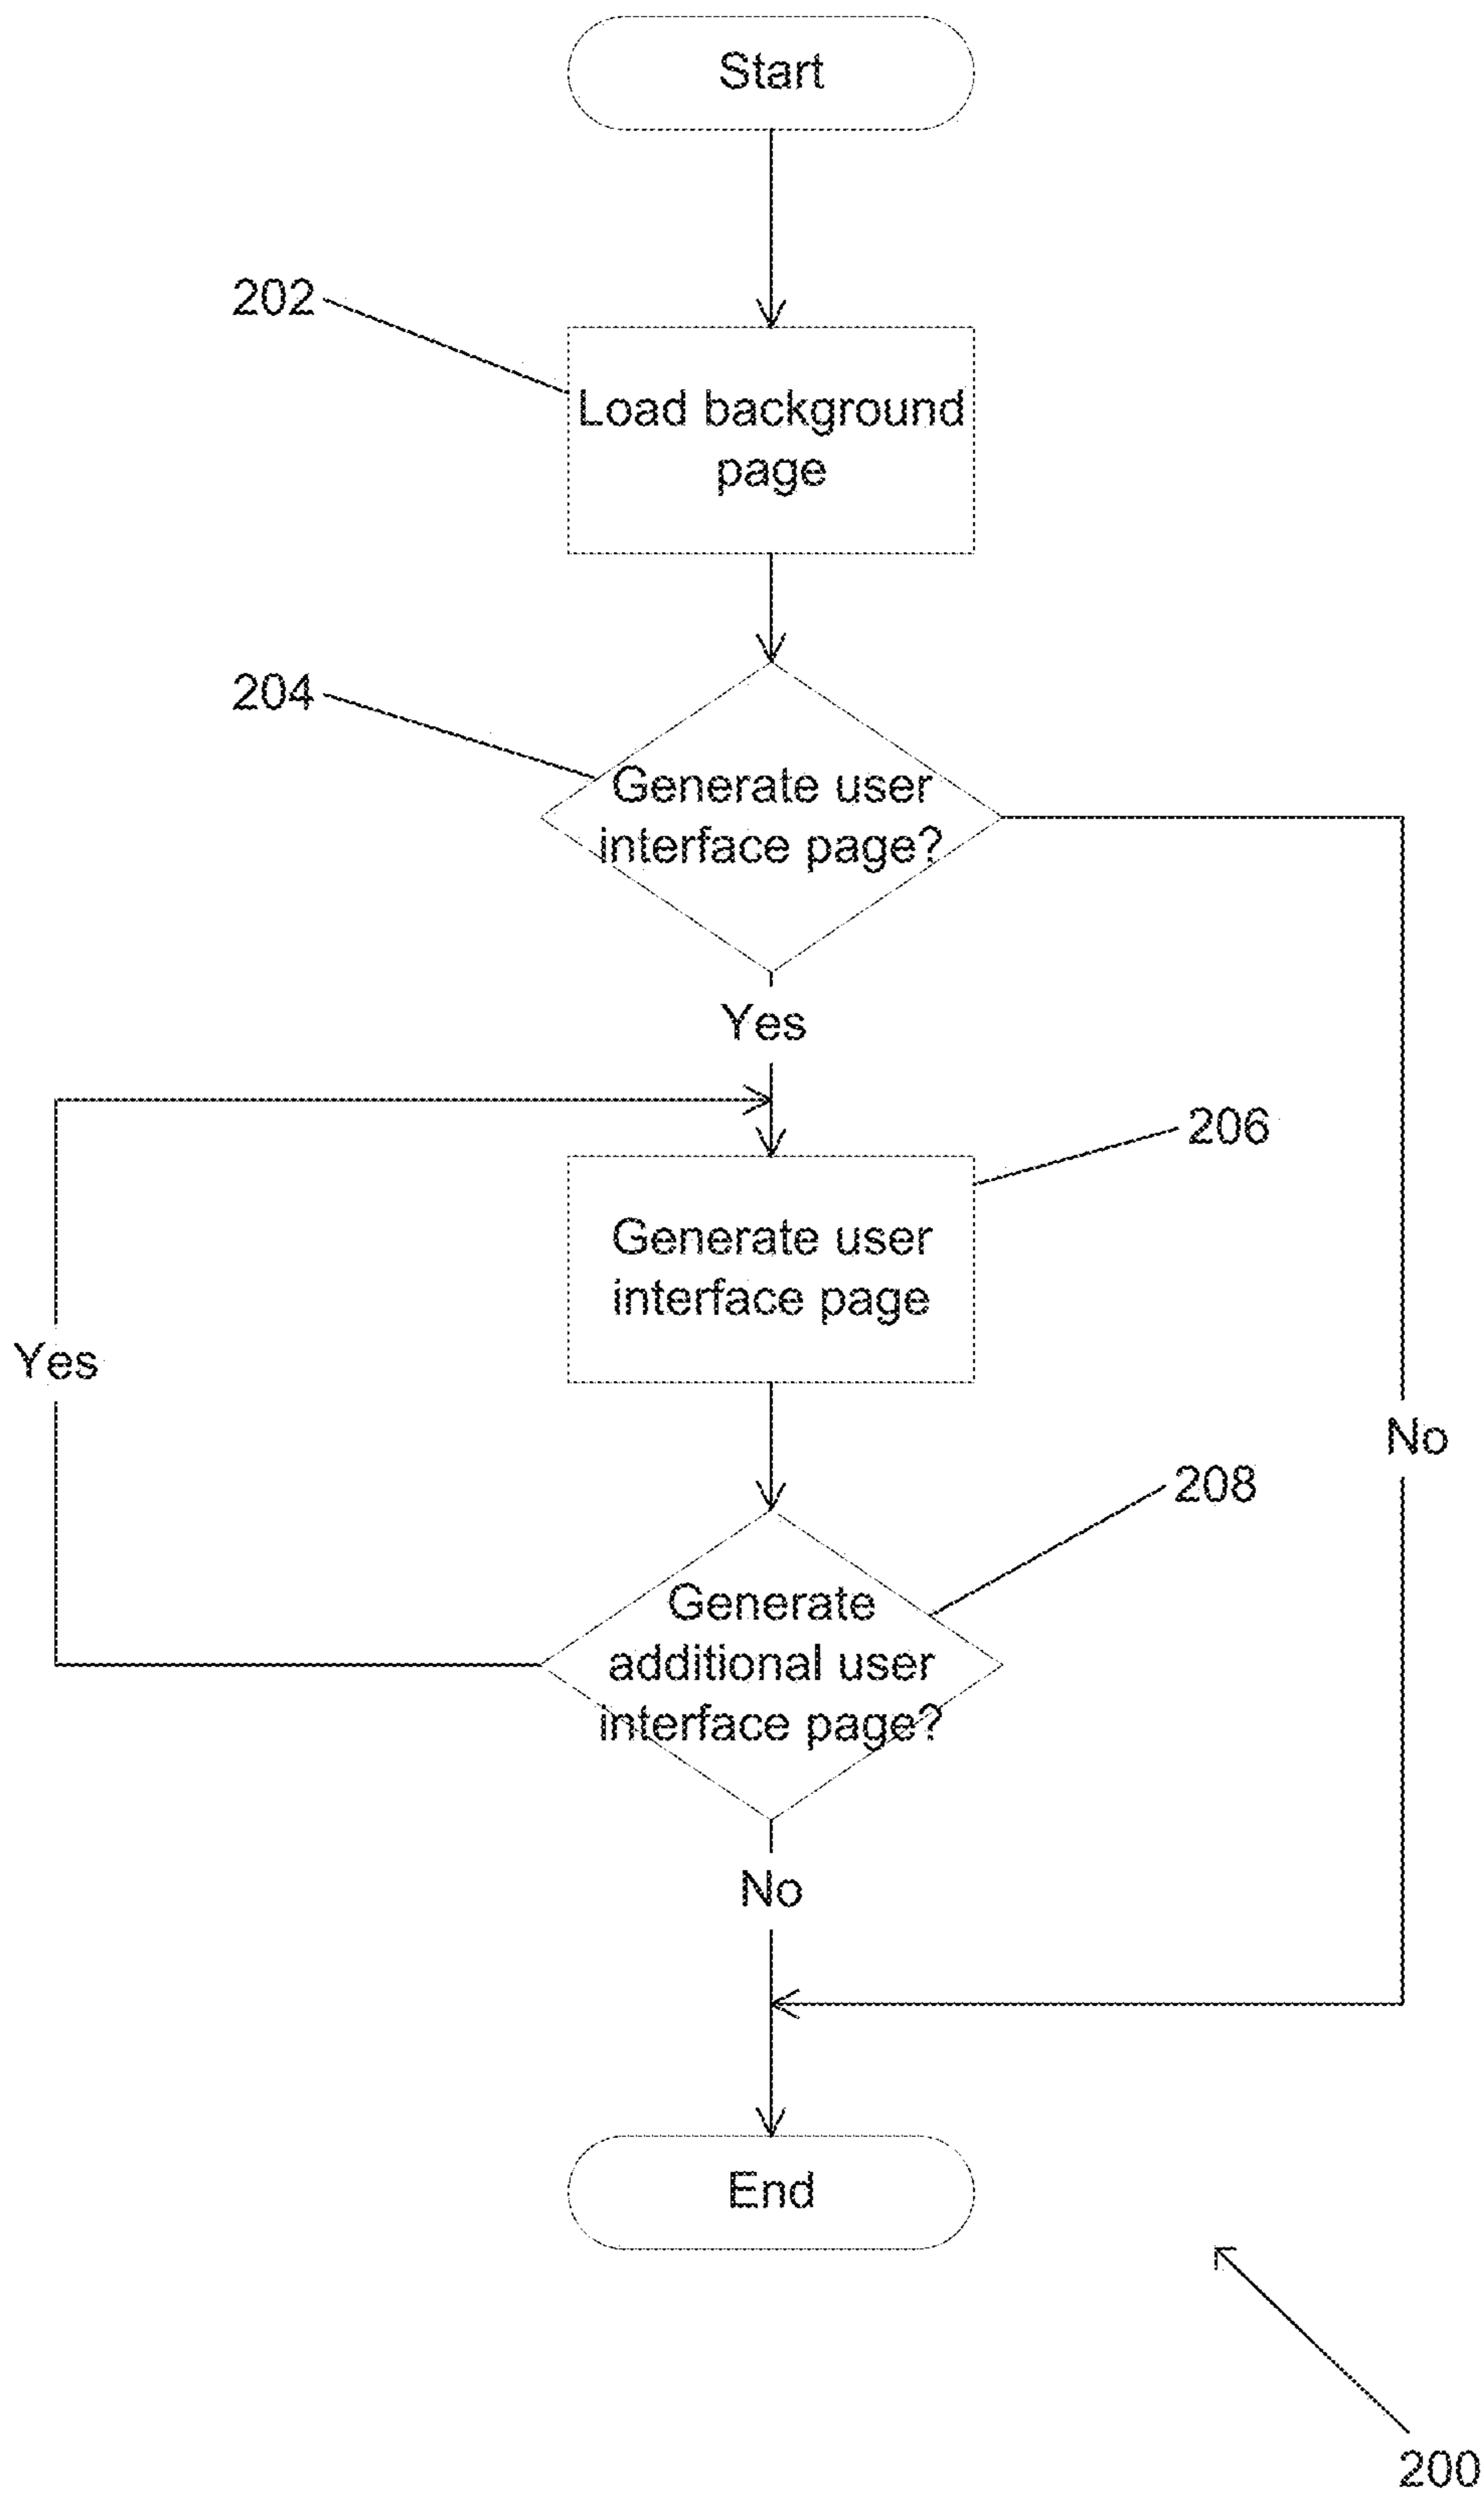 Start
202
Load background
page
204
Generate user
interface page?
Yes
206
Generate user
interface page
Yes
No
208
Generate
additional user
interface page?
No
End
200